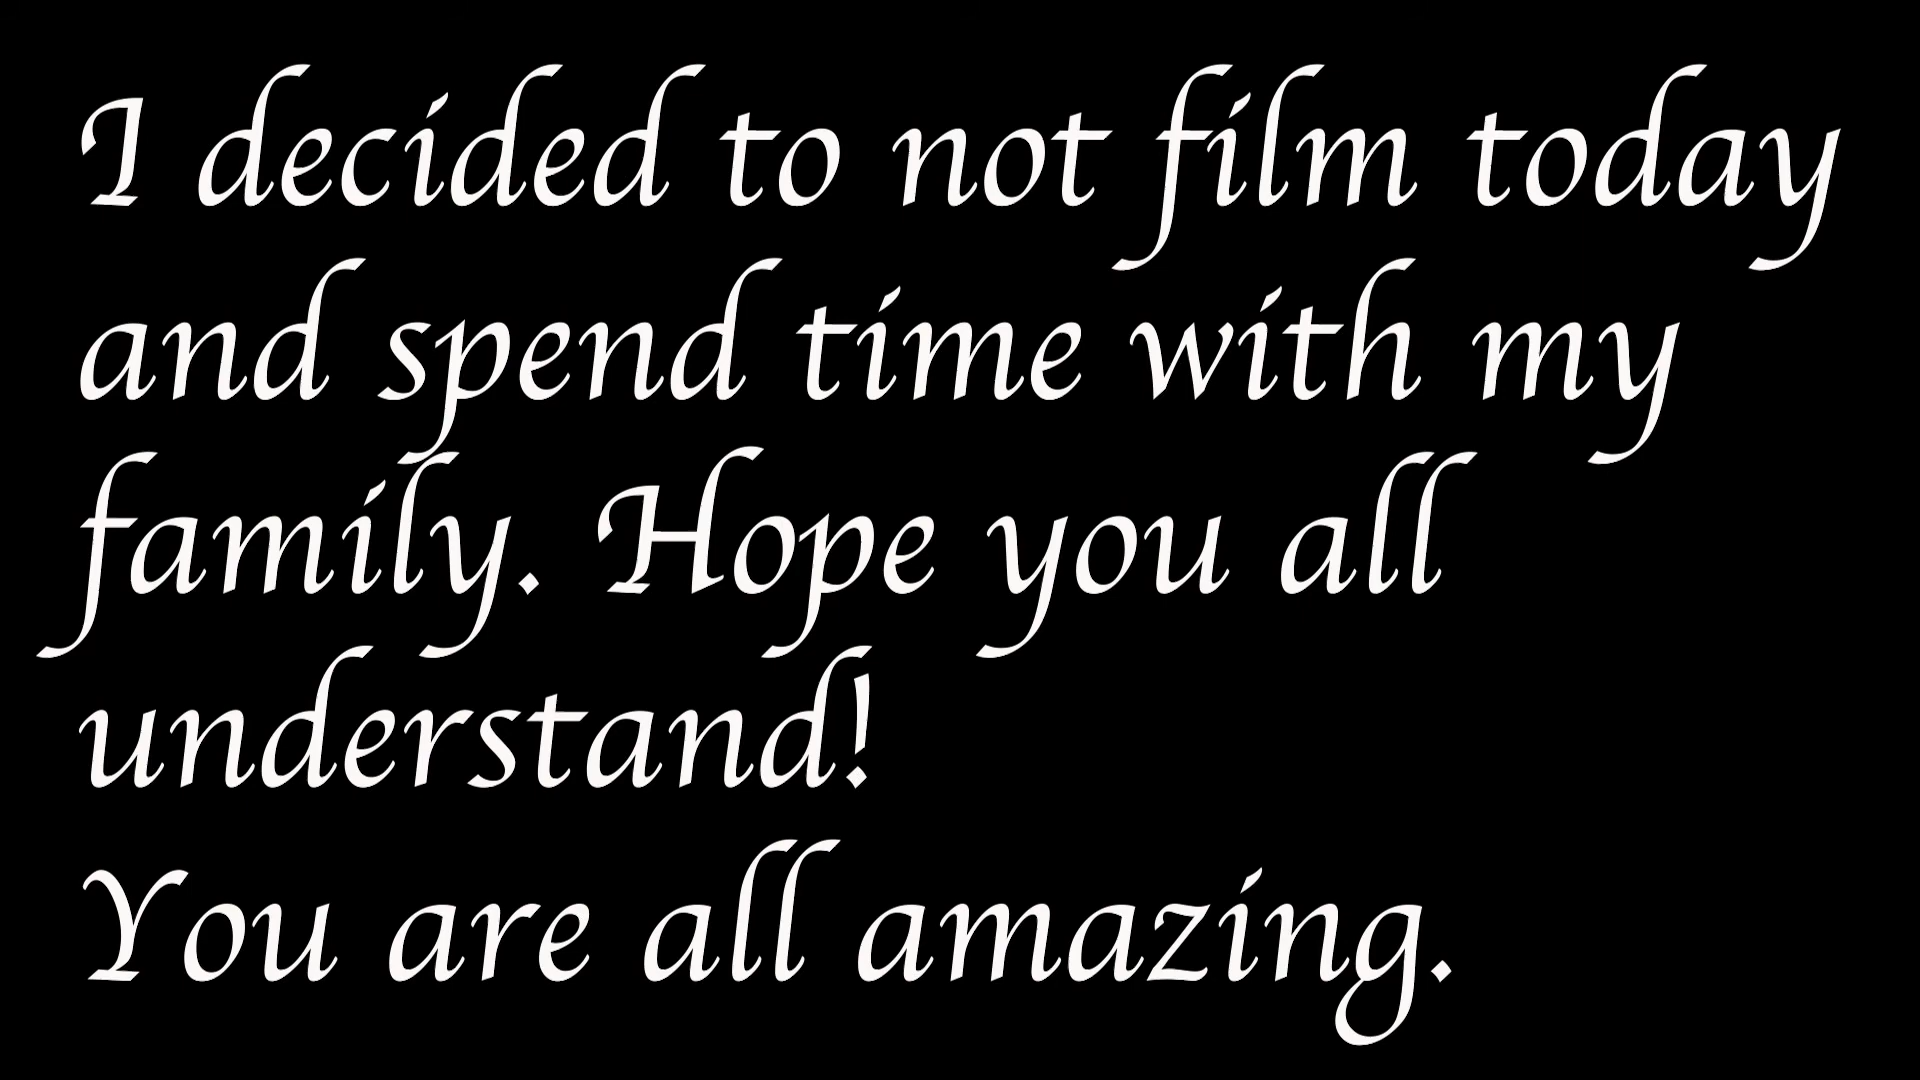 I decided to not film today
and spend time with my
family. Hope you all
understand!
You are all amazing.